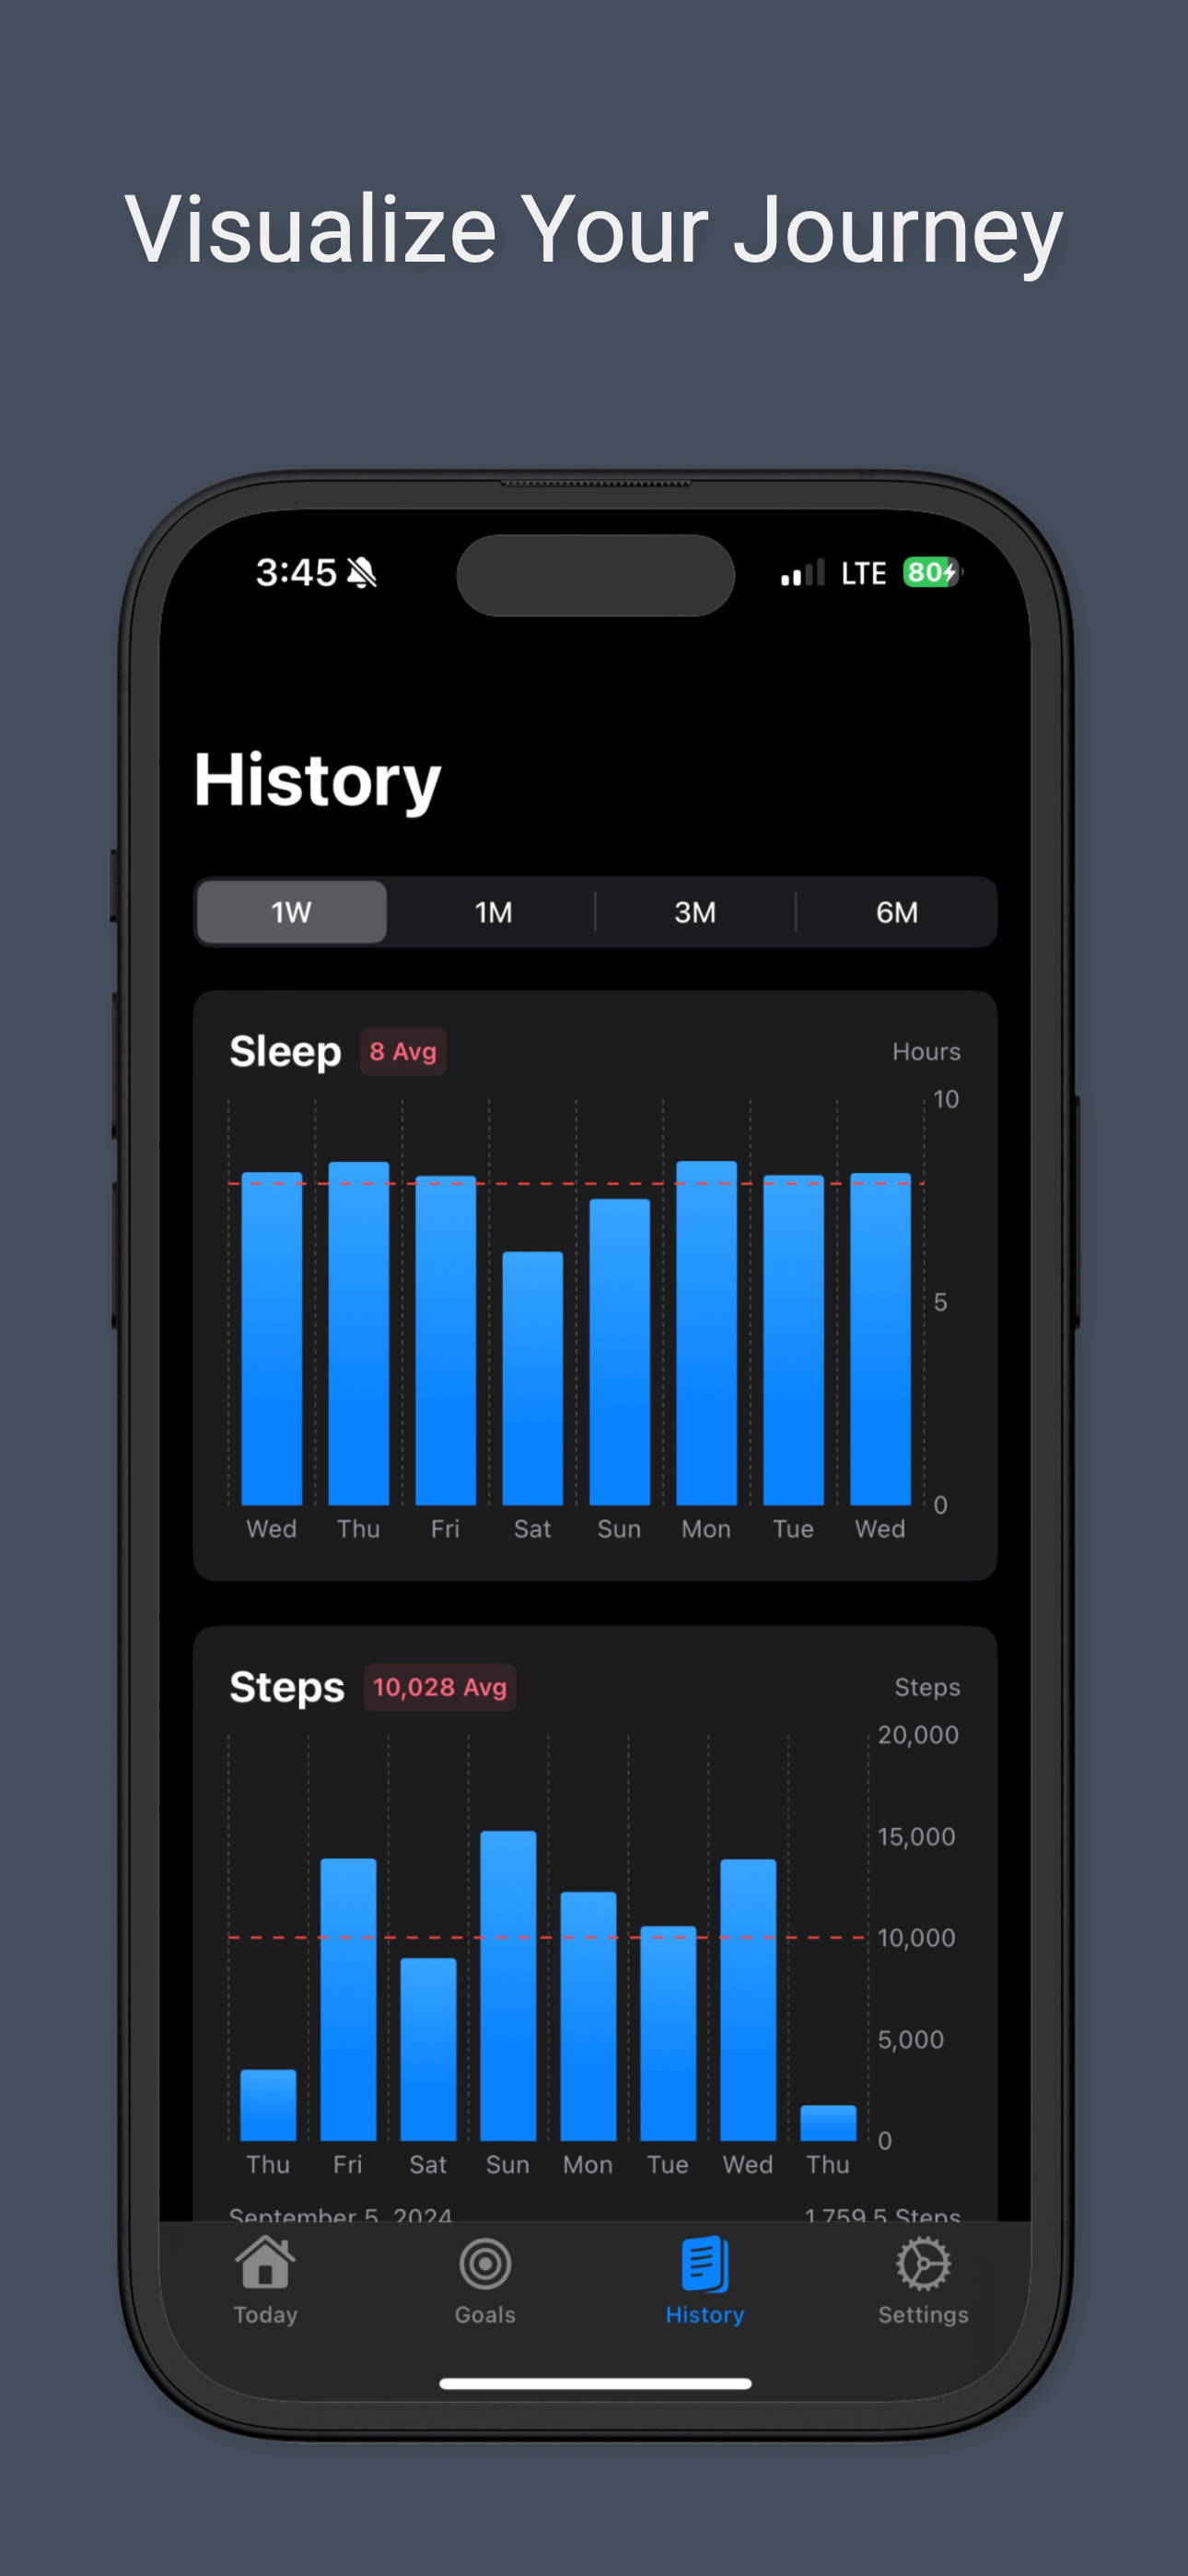 Visualize Your Journey
3:45 LTE 80
History
1W 1M 3M 6M
Sleep 8 Avg Hours
10
5
0
Wed Thu Fri Sat Sun Mon Tue Wed
Steps 10,028 Avg Steps
20,000
15,000
10,000
5,000
0
Thu Fri Sat Sun Mon Tue Wed Thu
September 5, 2024 1,759.5 Steps
Today Goals History Settings